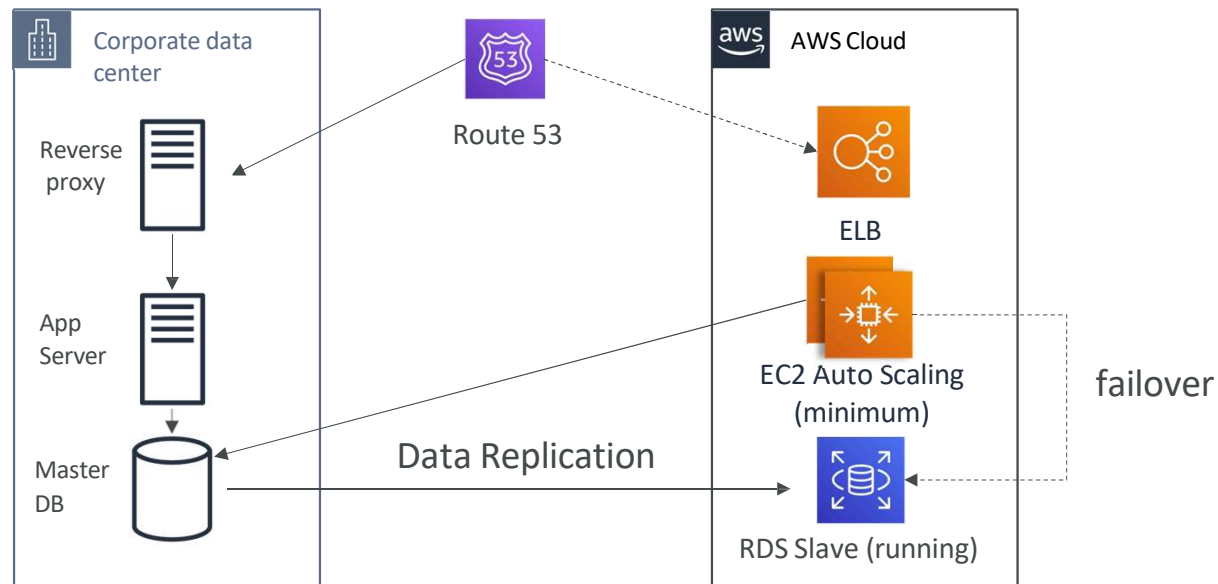 Corporate data
center
aws
AWS Cloud
53
Route 53
Reverse
proxy
ELB
App
Server
EC2 Auto Scaling
(minimum)
failover
Master
DB
Data Replication
RDS Slave (running)